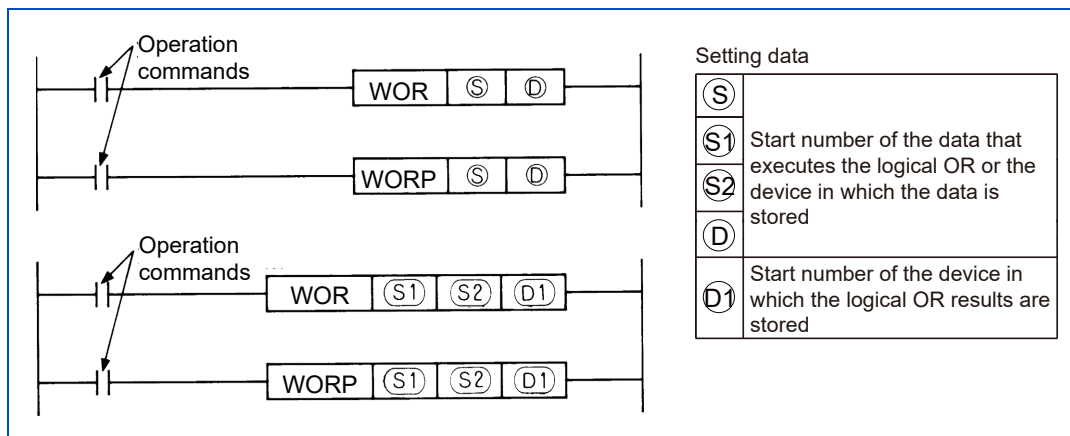 Operation
commands
WOR Ⓢ Ⓓ
WORP Ⓢ Ⓓ
Operation
commands
WOR S1 S2 D1
WORP S1 S2 D1
Setting data
Ⓢ
S1
S2
Ⓓ
Start number of the data that
executes the logical OR or the
device in which the data is
stored
D1
Start number of the device in
which the logical OR results are
stored